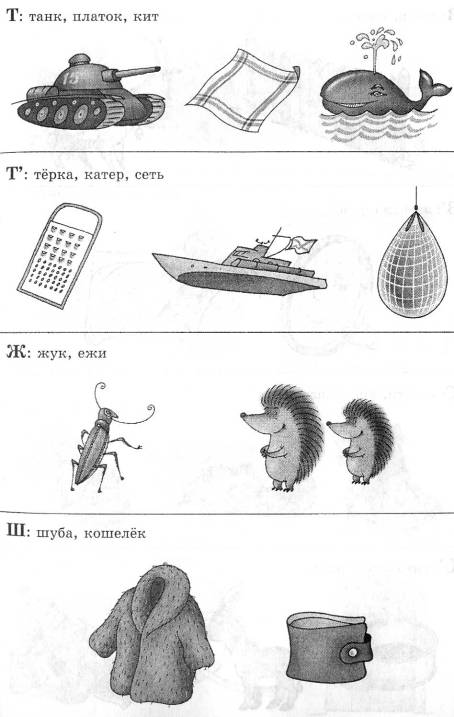 Т: танк, платок, кит
Т’: тёрка, катер, сеть
Ж: жук, ежи
Ш: шуба, кошелёк